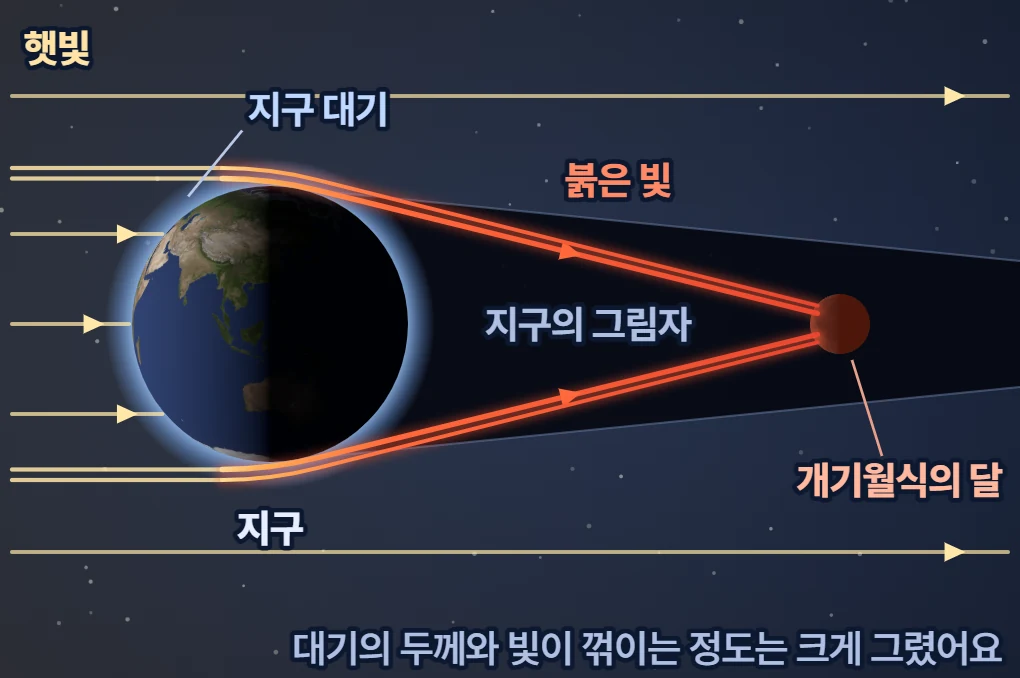 햇빛
지구 대기
붉은 빛
지구의 그림자
개기월식의 달
지구
대기의 두께와 빛이 꺾이는 정도는 크게 그렸어요